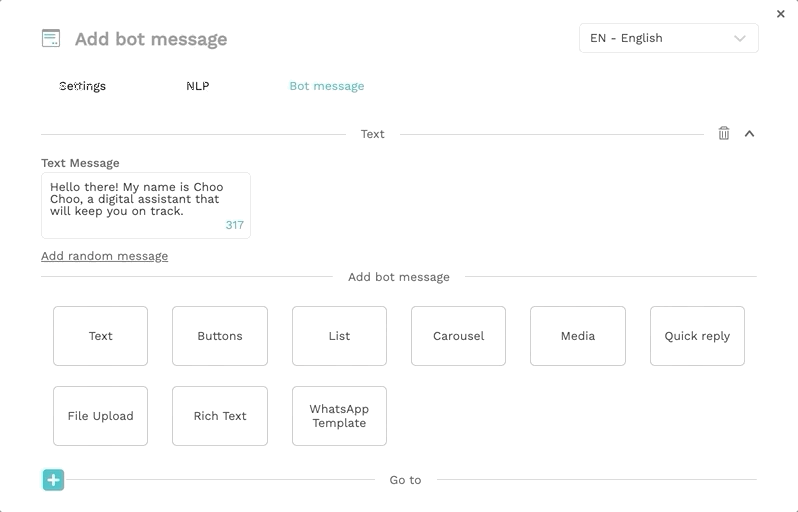 Add bot message
EN - English
Settings NLP Bot message
Text
Text Message
Hello there! My name is Choo
Choo, a digital assistant that
will keep you on track.
317
Add random message
Add bot message
Text Buttons List Carousel Media Quick reply
File Upload Rich Text WhatsApp
Template
Go to